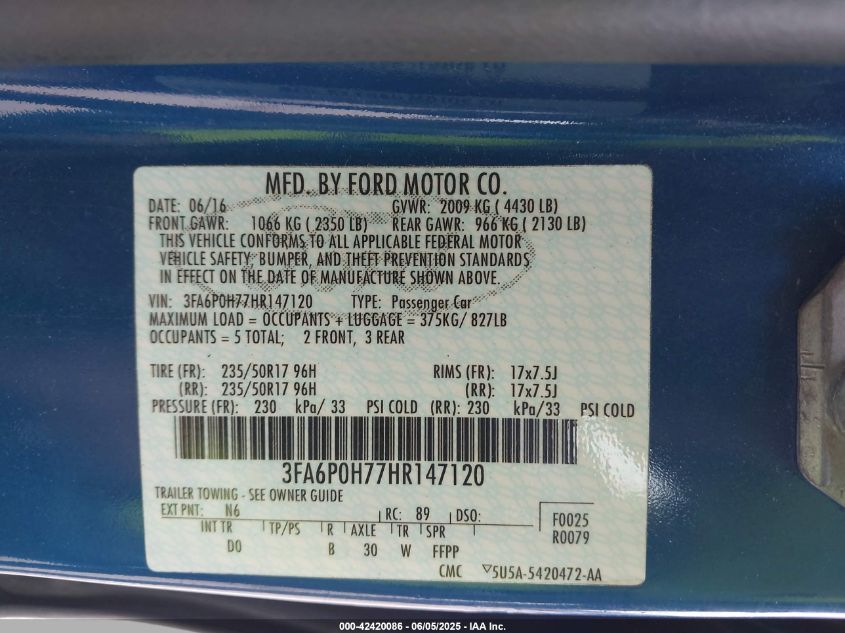 MFD. BY FORD MOTOR CO.
DATE: 06/16 GVWR: 2009 KG ( 4430 LB)
FRONT GAWR: 1066 KG ( 2350 LB) REAR GAWR: 966 KG ( 2130 LB)
THIS VEHICLE CONFORMS TO ALL APPLICABLE FEDERAL MOTOR
VEHICLE SAFETY, BUMPER, AND THEFT PREVENTION STANDARDS
IN EFFECT ON THE DATE OF MANUFACTURE SHOWN ABOVE.
VIN: 3FA6P0H77HR147120 TYPE: Passenger Car
MAXIMUM LOAD = OCCUPANTS + LUGGAGE = 375KG/ 827LB
OCCUPANTS = 5 TOTAL; 2 FRONT, 3 REAR
TIRE (FR): 235/50R17 96H RIMS (FR): 17x7.5J
(RR): 235/50R17 96H (RR): 17x7.5J
PRESSURE (FR): 230 kPa/ 33 PSI COLD (RR): 230 kPa/33 PSI COLD
3FA6P0H77HR147120
TRAILER TOWING - SEE OWNER GUIDE
EXT PNT: N6 RC: 89 DSO: F0025
INT TR TP/PS R AXLE TR SPR R0079
DO B 30 W FFPP
CMC 5U5A-5420472-AA
000-42420086 - 06/05/2025 - IAA Inc.